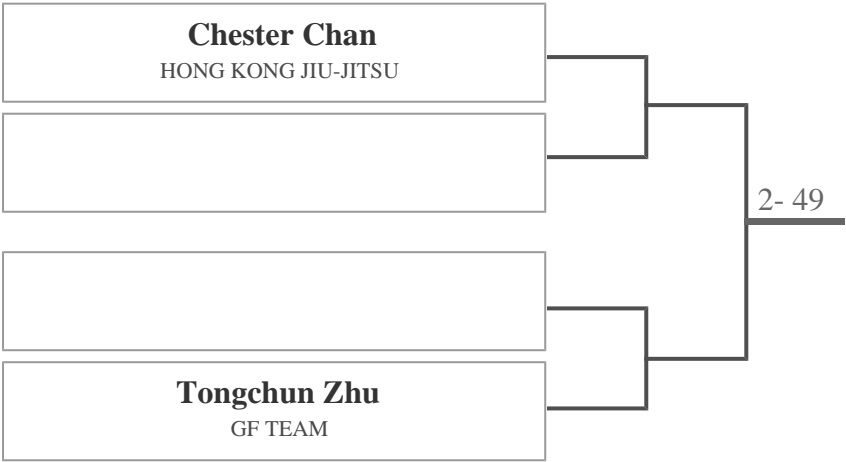 Chester Chan
HONG KONG JIU-JITSU
2- 49
Tongchun Zhu
GF TEAM